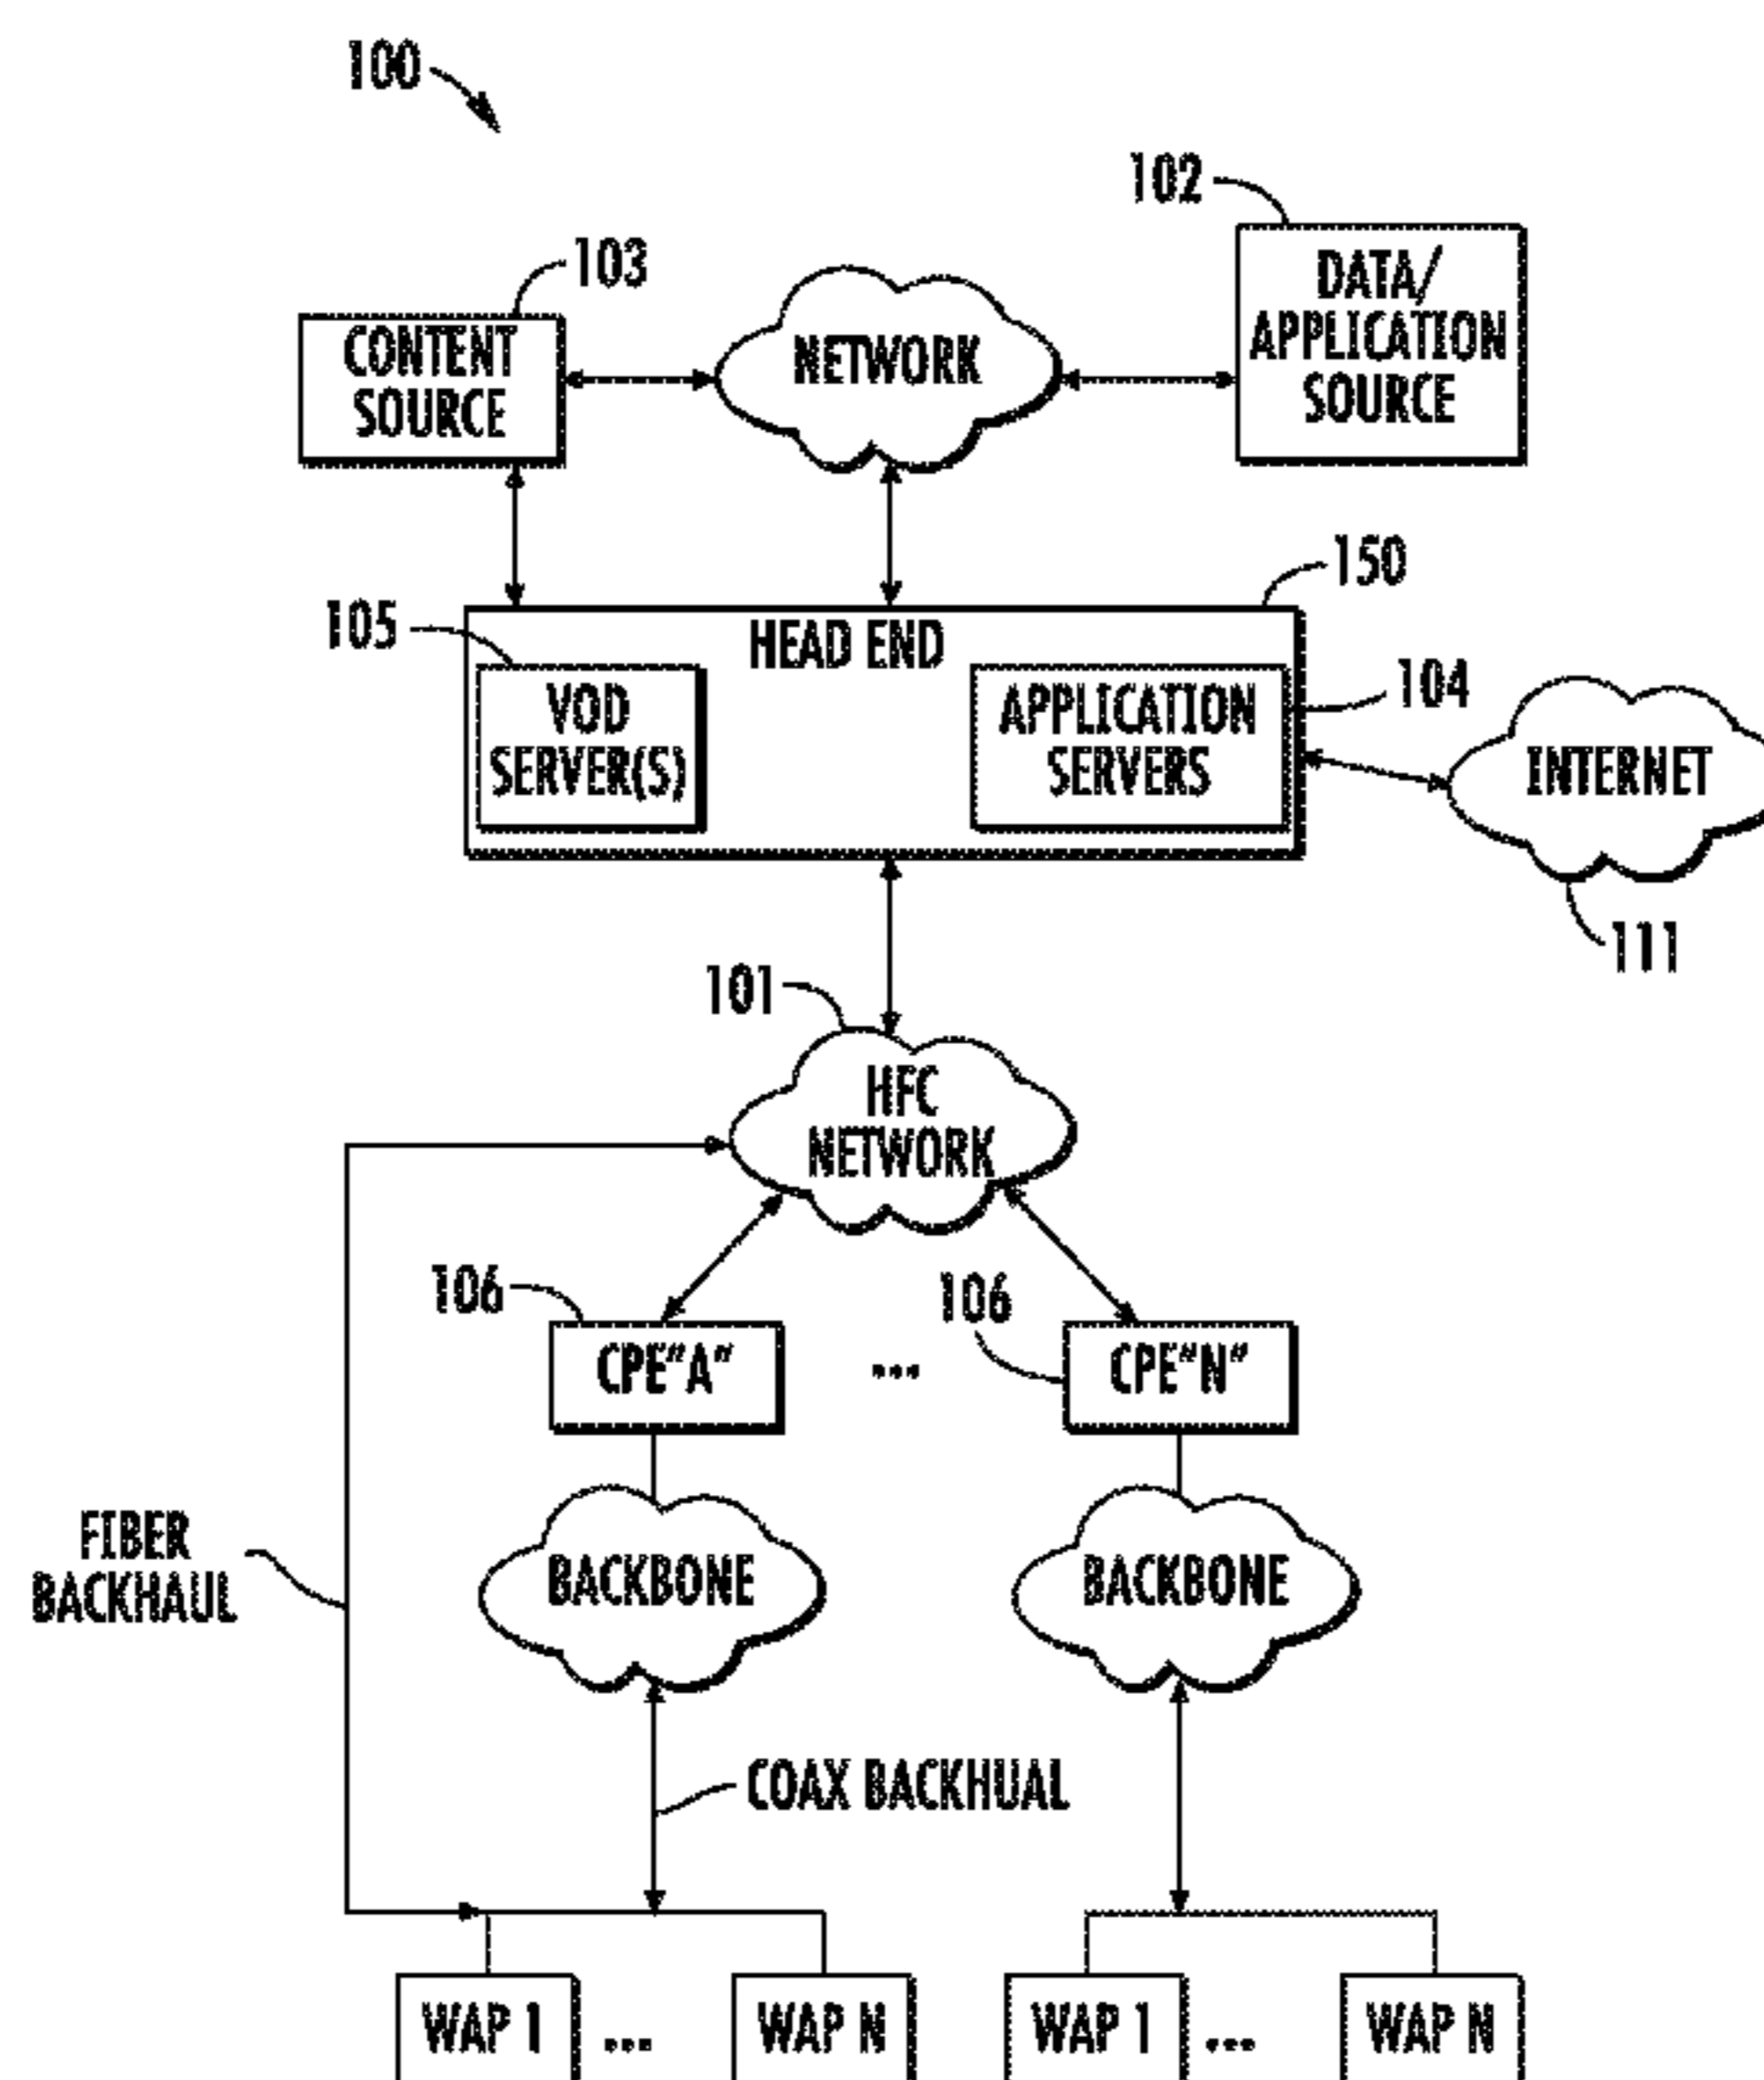 100
102
103
DATA/
APPLICATION
SOURCE
CONTENT
SOURCE
NETWORK
150
105
HEAD END
104
VOD
SERVER(S)
APPLICATION
SERVERS
INTERNET
111
101
HFC
NETWORK
106
106
CPE"A"
...
CPE"N"
FIBER
BACKHAUL
BACKBONE
BACKBONE
COAX BACKHUAL
WAP 1
...
WAP N
WAP 1
...
WAP N